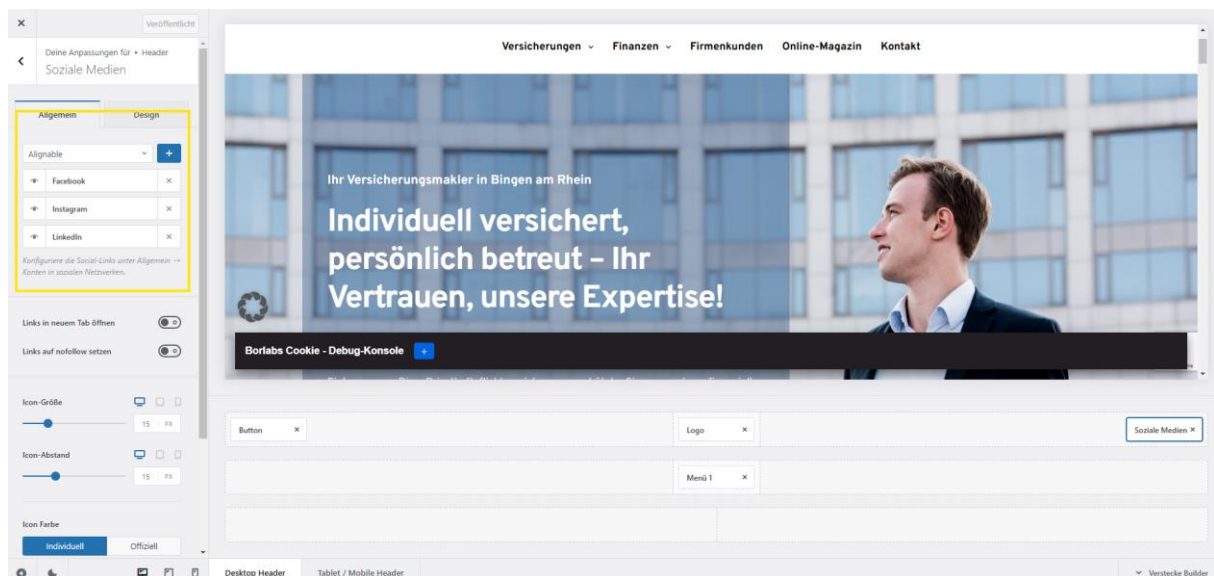 Veröffentlicht
Deine Anpassungen für ▸ Header
Soziale Medien
Allgemein
Design
Alignable
Facebook
Instagram
LinkedIn
Konfiguriere die Social-Links unter Allgemein →
Konten in sozialen Netzwerken.
Links in neuem Tab öffnen
Links auf nofollow setzen
Icon-Größe
15 PX
Icon-Abstand
15 PX
Icon Farbe
Individuell
Offiziell
Versicherungen
Finanzen
Firmenkunden
Online-Magazin
Kontakt
Ihr Versicherungsmakler in Bingen am Rhein
Individuell versichert,
persönlich betreut – Ihr
Vertrauen, unsere Expertise!
Borlabs Cookie - Debug-Konsole
Button
Logo
Soziale Medien
Menü 1
Desktop Header
Tablet / Mobile Header
Verstecke Builder